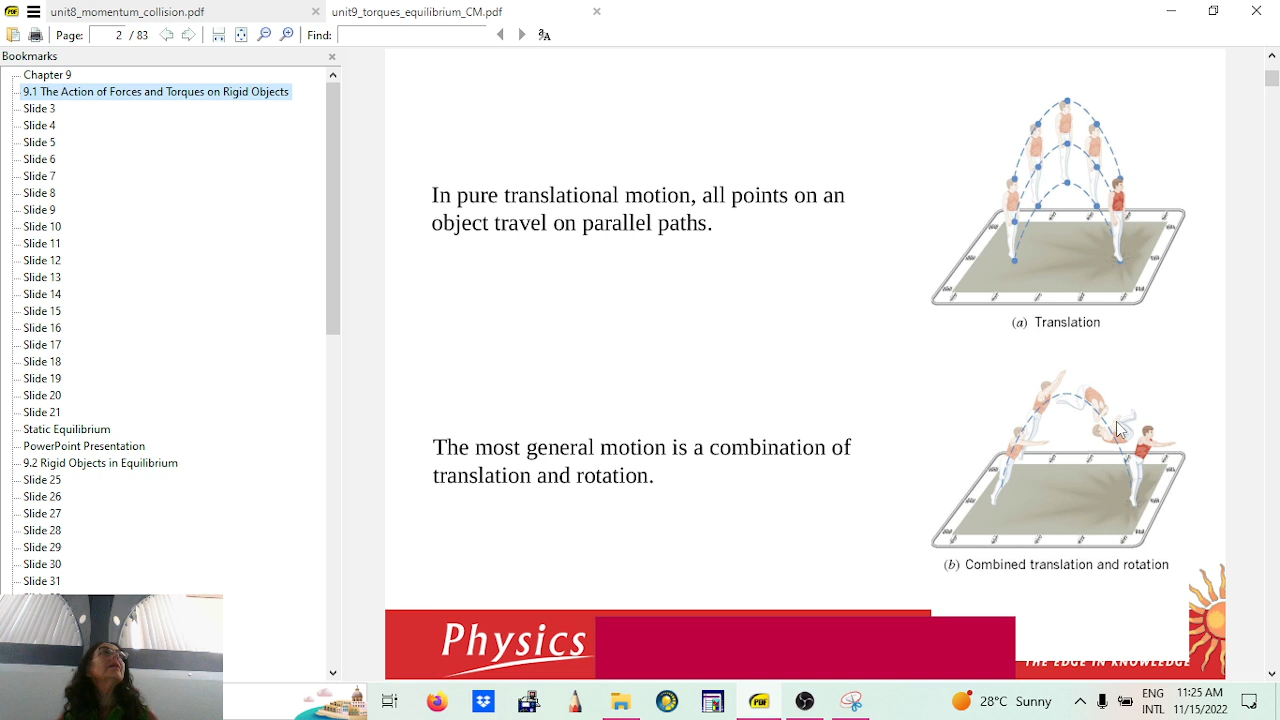 unit8_momentum_collision.pdf
unit9_torques_equilibrium_CM.pdf
Page: 2 / 83
Find:
Bookmarks
Chapter 9
9.1 The Action of Forces and Torques on Rigid Objects
Slide 3
Slide 4
Slide 5
Slide 6
Slide 7
Slide 8
Slide 9
Slide 10
Slide 11
Slide 12
Slide 13
Slide 14
Slide 15
Slide 16
Slide 17
Slide 18
Slide 19
Slide 20
Slide 21
Static Equilibrium
PowerPoint Presentation
9.2 Rigid Objects in Equilibrium
Slide 25
Slide 26
Slide 27
Slide 28
Slide 29
Slide 30
Slide 31
In pure translational motion, all points on an
object travel on parallel paths.
(a) Translation
The most general motion is a combination of
translation and rotation.
(b) Combined translation and rotation
Physics
THE EDGE IN KNOWLEDGE
PDF
28°C Sunny
ENG
INTL
11:25 AM
11/15/2022